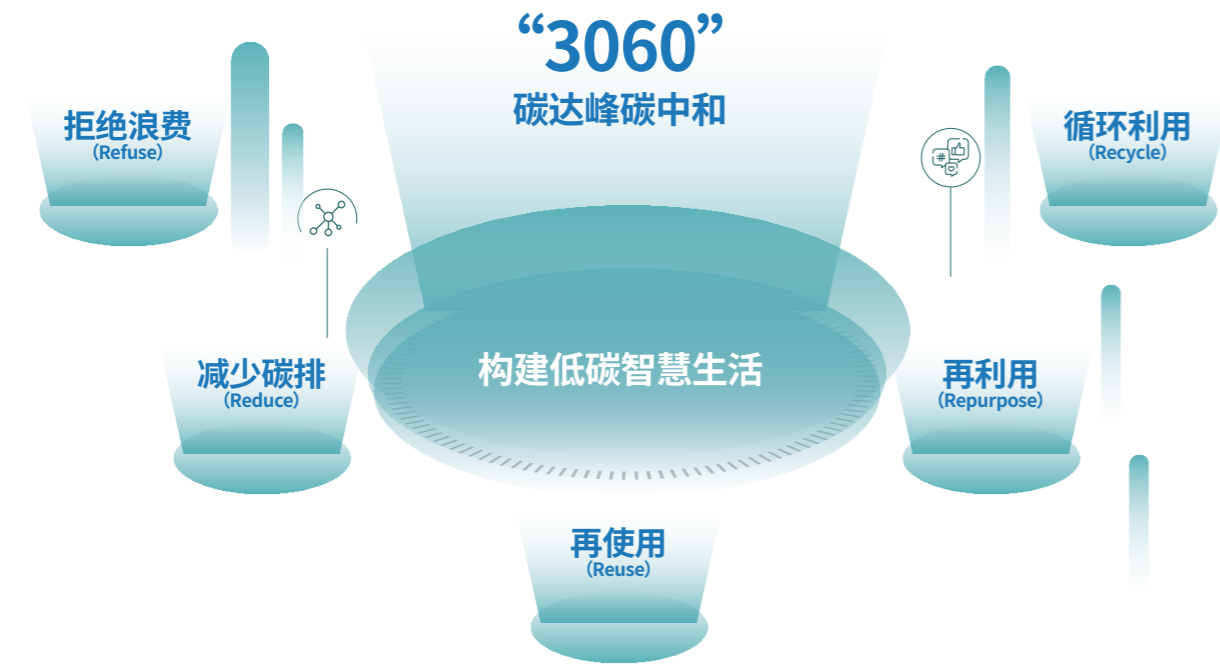 “3060”
碳达峰碳中和
拒绝浪费
（Refuse）
循环利用
（Recycle）
构建低碳智慧生活
减少碳排
（Reduce）
再利用
（Repurpose）
再使用
（Reuse）
#